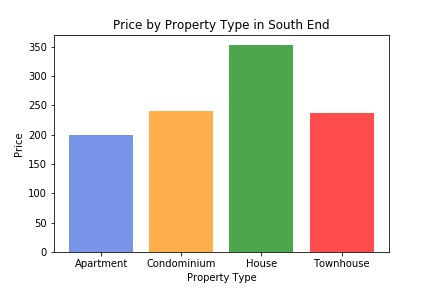 Price by Property Type in South End
350
300
250
200
150
100
50
0
Price
Apartment Condominium House Townhouse
Property Type